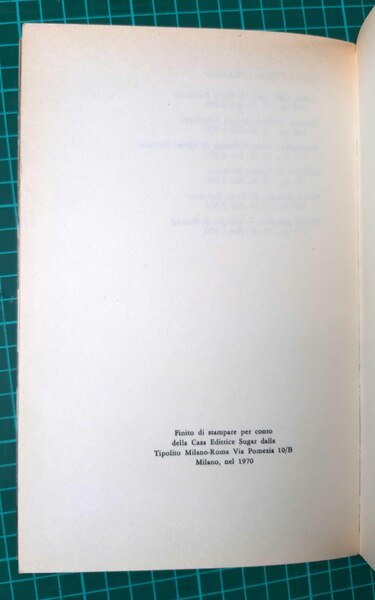 Finito di stampare per conto
della Casa Editrice Sugar dalla
Tipolito Milano-Roma Via Pomezia 10/B
Milano, nel 1970